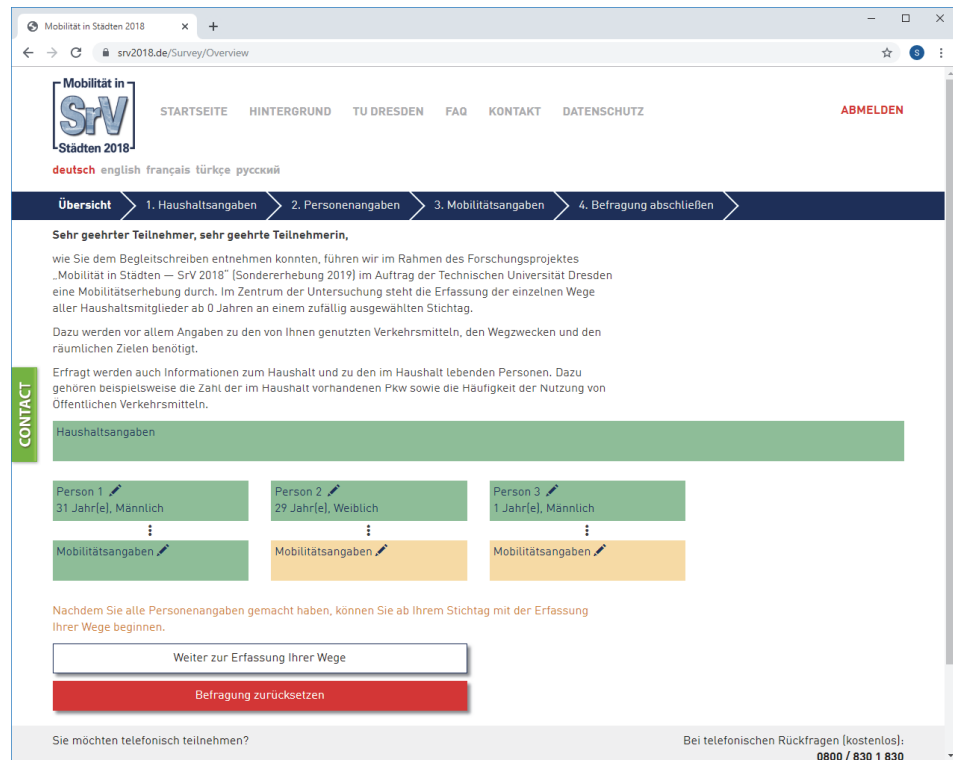 Mobilität in Städten 2018
srv2018.de/Survey/Overview
S
Mobilität in
SrV
Städten 2018
STARTSEITE HINTERGRUND TU DRESDEN FAQ KONTAKT DATENSCHUTZ
ABMELDEN
deutsch english français türkçe русский
Übersicht 1. Haushaltsangaben 2. Personenangaben 3. Mobilitätsangaben 4. Befragung abschließen
Sehr geehrter Teilnehmer, sehr geehrte Teilnehmerin,
wie Sie dem Begleitschreiben entnehmen konnten, führen wir im Rahmen des Forschungsprojektes
„Mobilität in Städten — SrV 2018" (Sondererhebung 2019) im Auftrag der Technischen Universität Dresden
eine Mobilitätserhebung durch. Im Zentrum der Untersuchung steht die Erfassung der einzelnen Wege
aller Haushaltsmitglieder ab 0 Jahren an einem zufällig ausgewählten Stichtag.
Dazu werden vor allem Angaben zu den von Ihnen genutzten Verkehrsmitteln, den Wegzwecken und den
räumlichen Zielen benötigt.
Erfragt werden auch Informationen zum Haushalt und zu den im Haushalt lebenden Personen. Dazu
gehören beispielsweise die Zahl der im Haushalt vorhandenen Pkw sowie die Häufigkeit der Nutzung von
Öffentlichen Verkehrsmitteln.
CONTACT
Haushaltsangaben
Person 1 Person 2 Person 3
31 Jahr(e), Männlich 29 Jahr(e), Weiblich 1 Jahr(e), Männlich
Mobilitätsangaben Mobilitätsangaben Mobilitätsangaben
Nachdem Sie alle Personenangaben gemacht haben, können Sie ab Ihrem Stichtag mit der Erfassung
Ihrer Wege beginnen.
Weiter zur Erfassung Ihrer Wege
Befragung zurücksetzen
Sie möchten telefonisch teilnehmen? Bei telefonischen Rückfragen (kostenlos):
0800 / 830 1 830